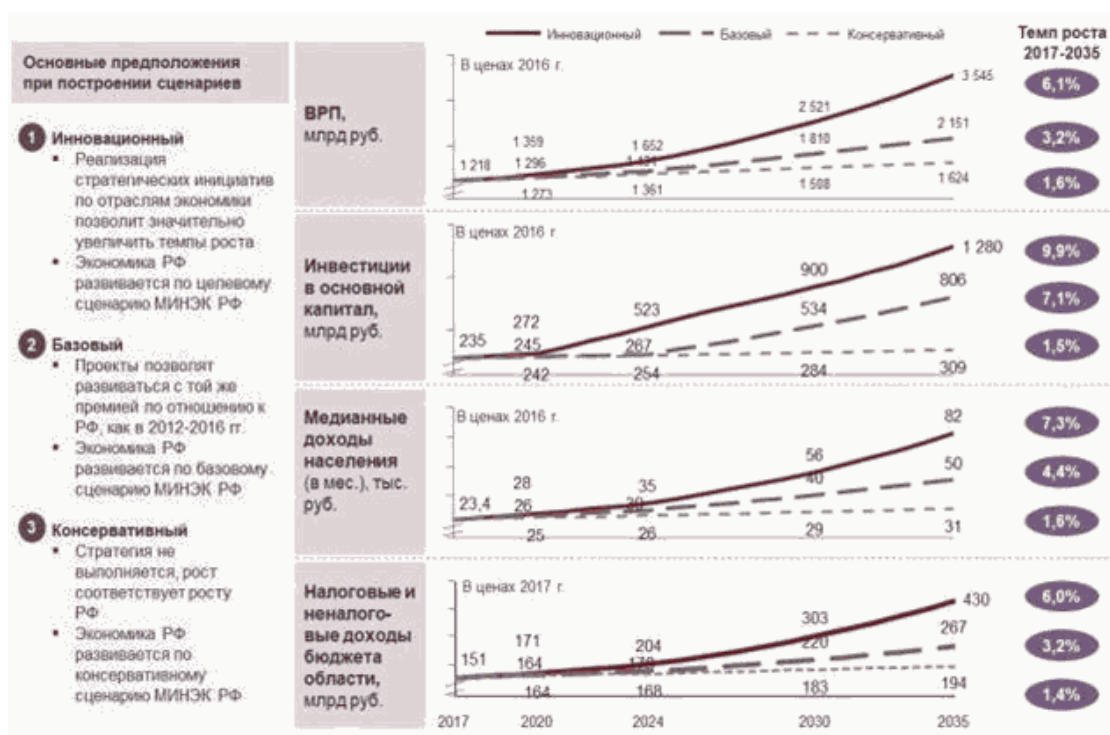 Инновационный
Базовый
Консервативный
Темп роста
2017-2035
Основные предположения
при построении сценариев
1 Инновационный
▪ Реализация
стратегических инициатив
по отраслям экономики
позволит значительно
увеличить темпы роста
▪ Экономика РФ
развивается по целевому
сценарию МИНЭК РФ
2 Базовый
▪ Проекты позволят
развиваться с той же
премией по отношению к
РФ, как в 2012-2016 гг.
▪ Экономика РФ
развивается по базовому
сценарию МИНЭК РФ
3 Консервативный
▪ Стратегия не
выполняется, рост
соответствует росту
РФ
▪ Экономика РФ
развивается по
консервативному
сценарию МИНЭК РФ
ВРП,
млрд руб.
В ценах 2016 г.
1 218
1 359
1 296
1 273
1 652
1 361
2 521
1 810
1 508
3 545
2 151
1 624
6,1%
3,2%
1,6%
Инвестиции
в основной
капитал,
млрд руб.
В ценах 2016 г.
235
272
245
242
523
267
254
900
534
284
1 280
806
309
9,9%
7,1%
1,5%
Медианные
доходы
населения
(в мес.), тыс.
руб.
В ценах 2016 г.
23,4
28
26
25
35
26
56
40
29
82
50
31
7,3%
4,4%
1,6%
Налоговые и
неналого-
вые доходы
бюджета
области,
млрд руб.
В ценах 2017 г.
151
171
164
164
204
168
303
220
183
430
267
194
6,0%
3,2%
1,4%
2017
2020
2024
2030
2035